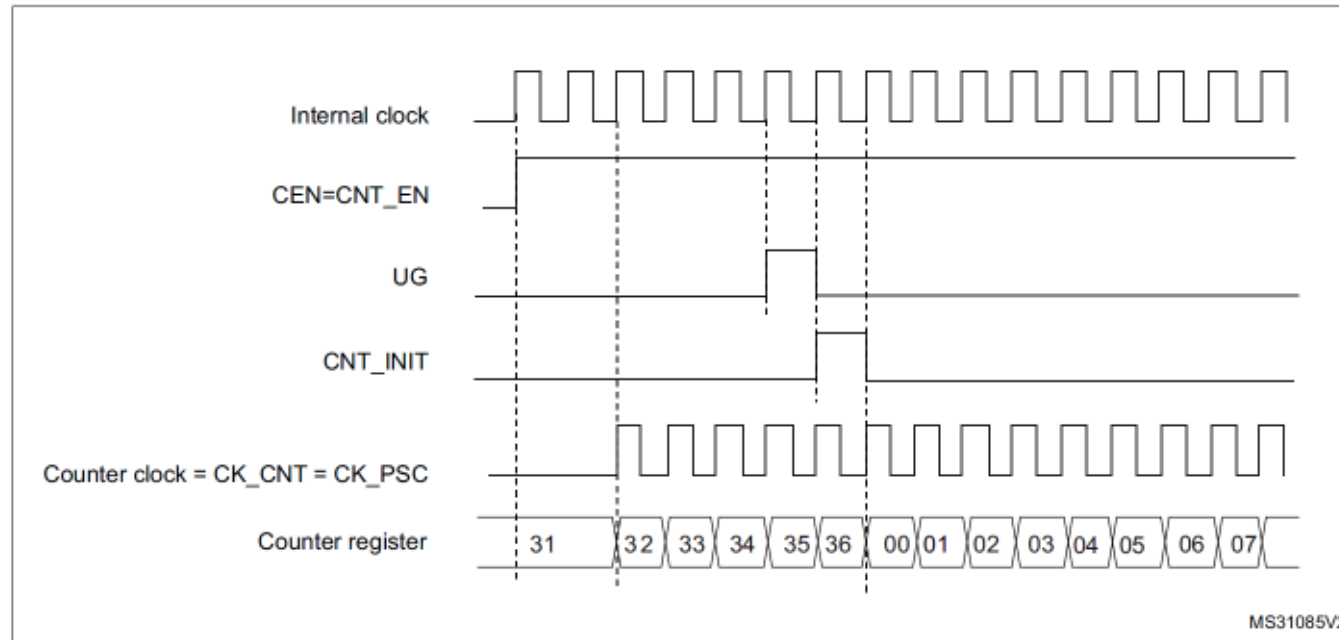 Internal clock
CEN=CNT_EN
UG
CNT_INIT
Counter clock = CK_CNT = CK_PSC
Counter register
31 32 33 34 35 36 00 01 02 03 04 05 06 07